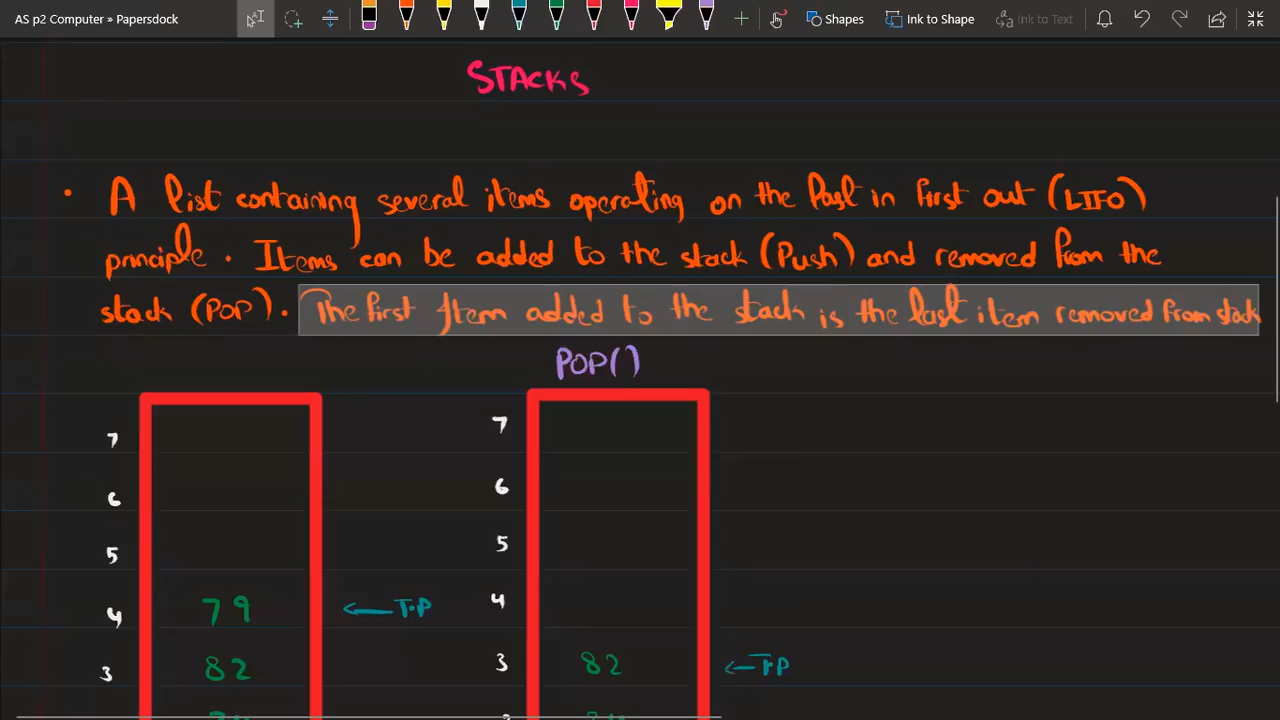 AS p2 Computer » Papersdock
Shapes
Ink to Shape
Ink to Text
STACKS
• A list containing several items operating on the last in first out (LIFO)
principle. Items can be added to the stack (Push) and removed from the
stack (POP). The first Item added to the stack is the last item removed from stack
POP()
7
6
5
4 79 ← T.P
3 82
7
6
5
4
3 82 ← T.P